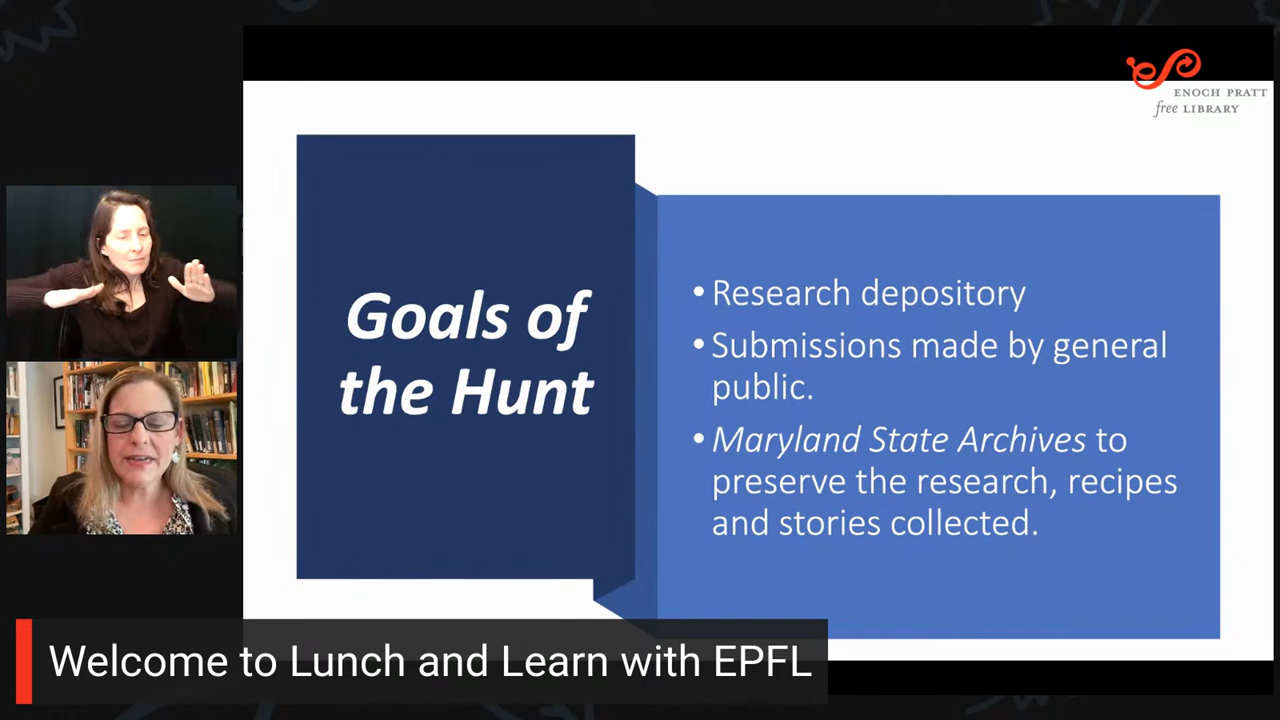 ENOCH PRATT
free LIBRARY
Goals of
the Hunt
• Research depository
• Submissions made by general
public.
• Maryland State Archives to
preserve the research, recipes
and stories collected.
Welcome to Lunch and Learn with EPFL